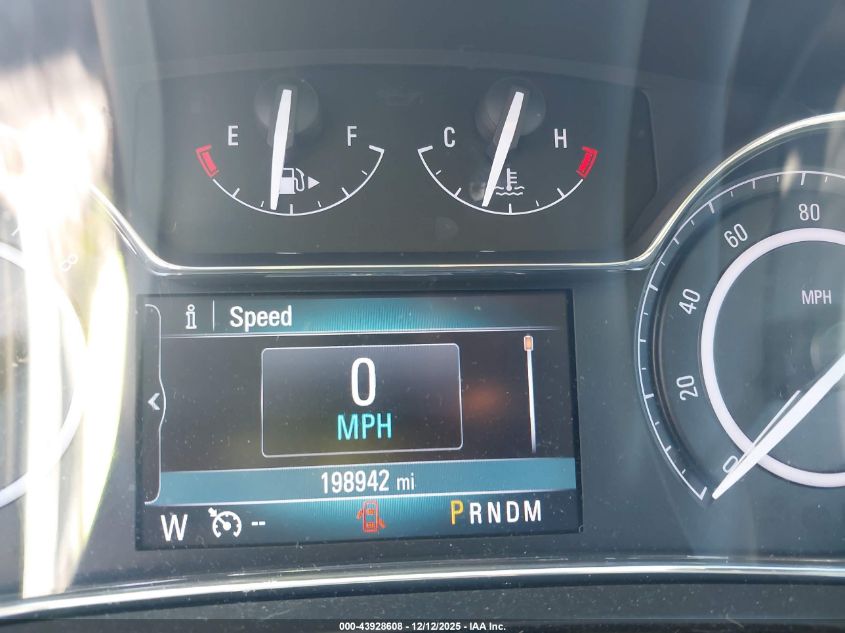 E F C H
8
80
60
MPH
40
20
0
i Speed
0
MPH
198942 mi
W -- PRNDM
000-43928608 - 12/12/2025 - IAA Inc.